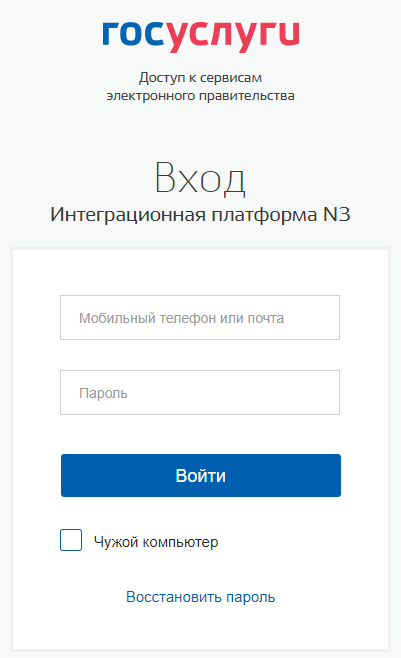 госуслуги
Доступ к сервисам
электронного правительства
Вход
Интеграционная платформа N3
Мобильный телефон или почта
Пароль
Войти
Чужой компьютер
Восстановить пароль